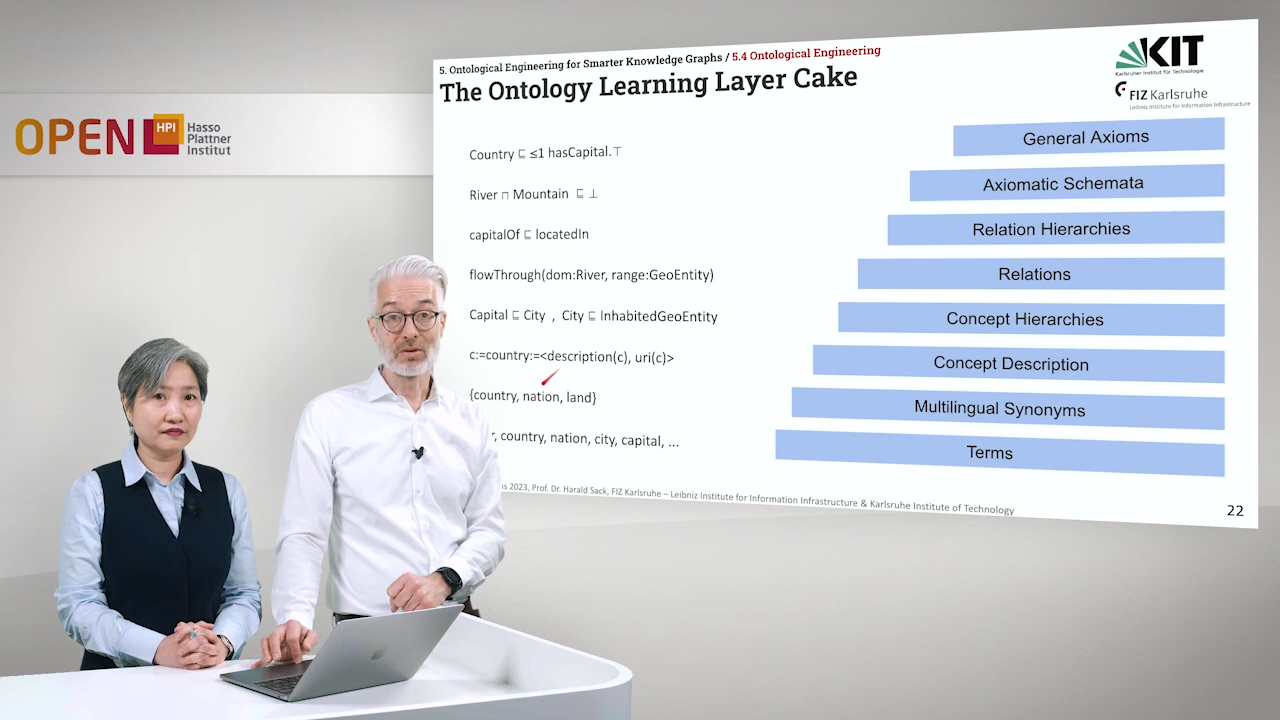 5. Ontological Engineering for Smarter Knowledge Graphs / 5.4 Ontological Engineering
The Ontology Learning Layer Cake
KIT
Karlsruher Institut für Technologie
FIZ Karlsruhe
Leibniz Institute for Information Infrastructure
OPEN HPI Hasso
Plattner
Institut
Country ⊑ ≤1 hasCapital.⊤
General Axioms
River ⊓ Mountain ⊑ ⊥
Axiomatic Schemata
capitalOf ⊑ locatedIn
Relation Hierarchies
flowThrough(dom:River, range:GeoEntity)
Relations
Capital ⊑ City , City ⊑ InhabitedGeoEntity
Concept Hierarchies
c:=country:=<description(c), uri(c)>
Concept Description
{country, nation, land}
Multilingual Synonyms
, country, nation, city, capital, ...
Terms
2023, Prof. Dr. Harald Sack, FIZ Karlsruhe – Leibniz Institute for Information Infrastructure & Karlsruhe Institute of Technology
22